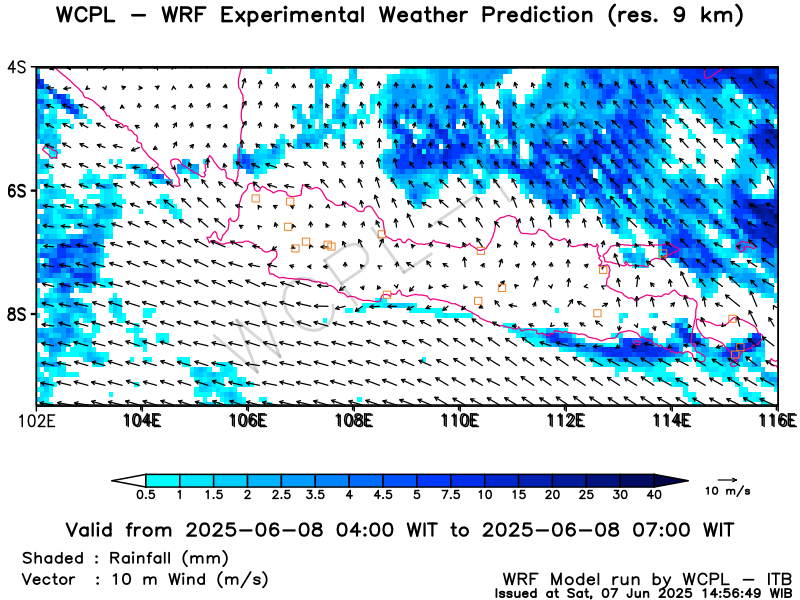 WCPL – WRF Experimental Weather Prediction (res. 9 km)
4S
6S
8S
102E 104E 106E 108E 110E 112E 114E 116E
WCPL-ITB
0.5 1 1.5 2 2.5 3.5 4 4.5 5 7.5 10 15 20 25 30 40
10 m/s
Valid from 2025-06-08 04:00 WIT to 2025-06-08 07:00 WIT
Shaded : Rainfall (mm)
Vector : 10 m Wind (m/s)
WRF Model run by WCPL – ITB
Issued at Sat, 07 Jun 2025 14:56:49 WIB